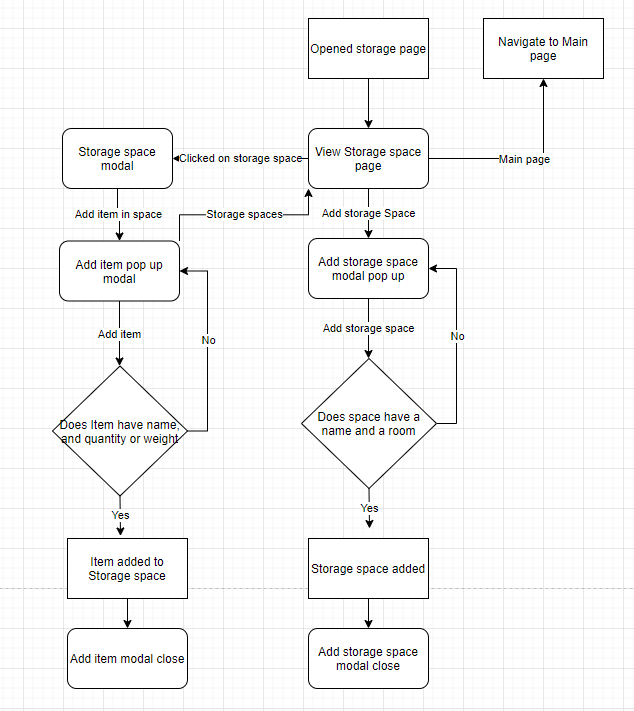 Opened storage page
Navigate to Main
page
Storage space
modal
Clicked on storage space
View Storage space
page
Main page
Add item in space
Storage spaces
Add storage Space
Add item pop up
modal
Add storage space
modal pop up
Add item
No
Add storage space
No
Does Item have name,
and quantity or weight
Does space have a
name and a room
Yes
Yes
Item added to
Storage space
Storage space added
Add item modal close
Add storage space
modal close